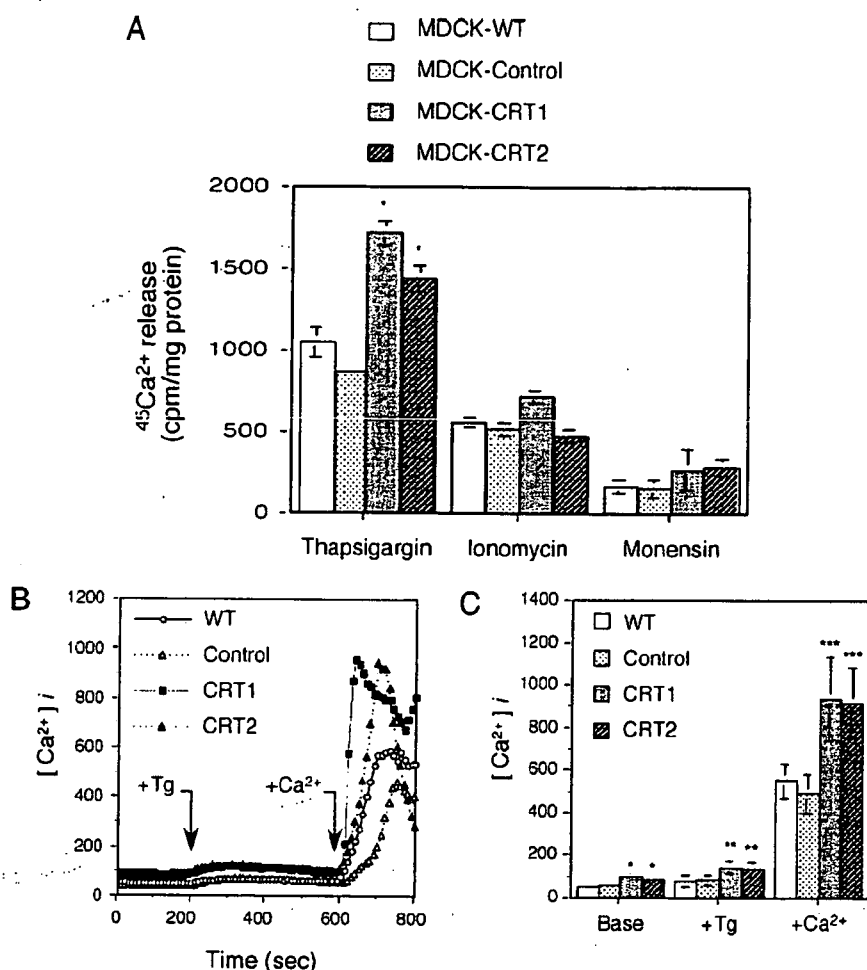 A
MDCK-WT
MDCK-Control
MDCK-CRT1
MDCK-CRT2
45Ca2+ release
(cpm/mg protein)
2000
1500
1000
500
0
* *
Thapsigargin Ionomycin Monensin
B
[Ca2+] i
1200
1000
800
600
400
200
0
WT
Control
CRT1
CRT2
+Tg
+Ca2+
0 200 400 600 800
Time (sec)
C
[Ca2+] i
1400
1200
1000
800
600
400
200
0
WT
Control
CRT1
CRT2
* * ** ** *** ***
Base +Tg +Ca2+